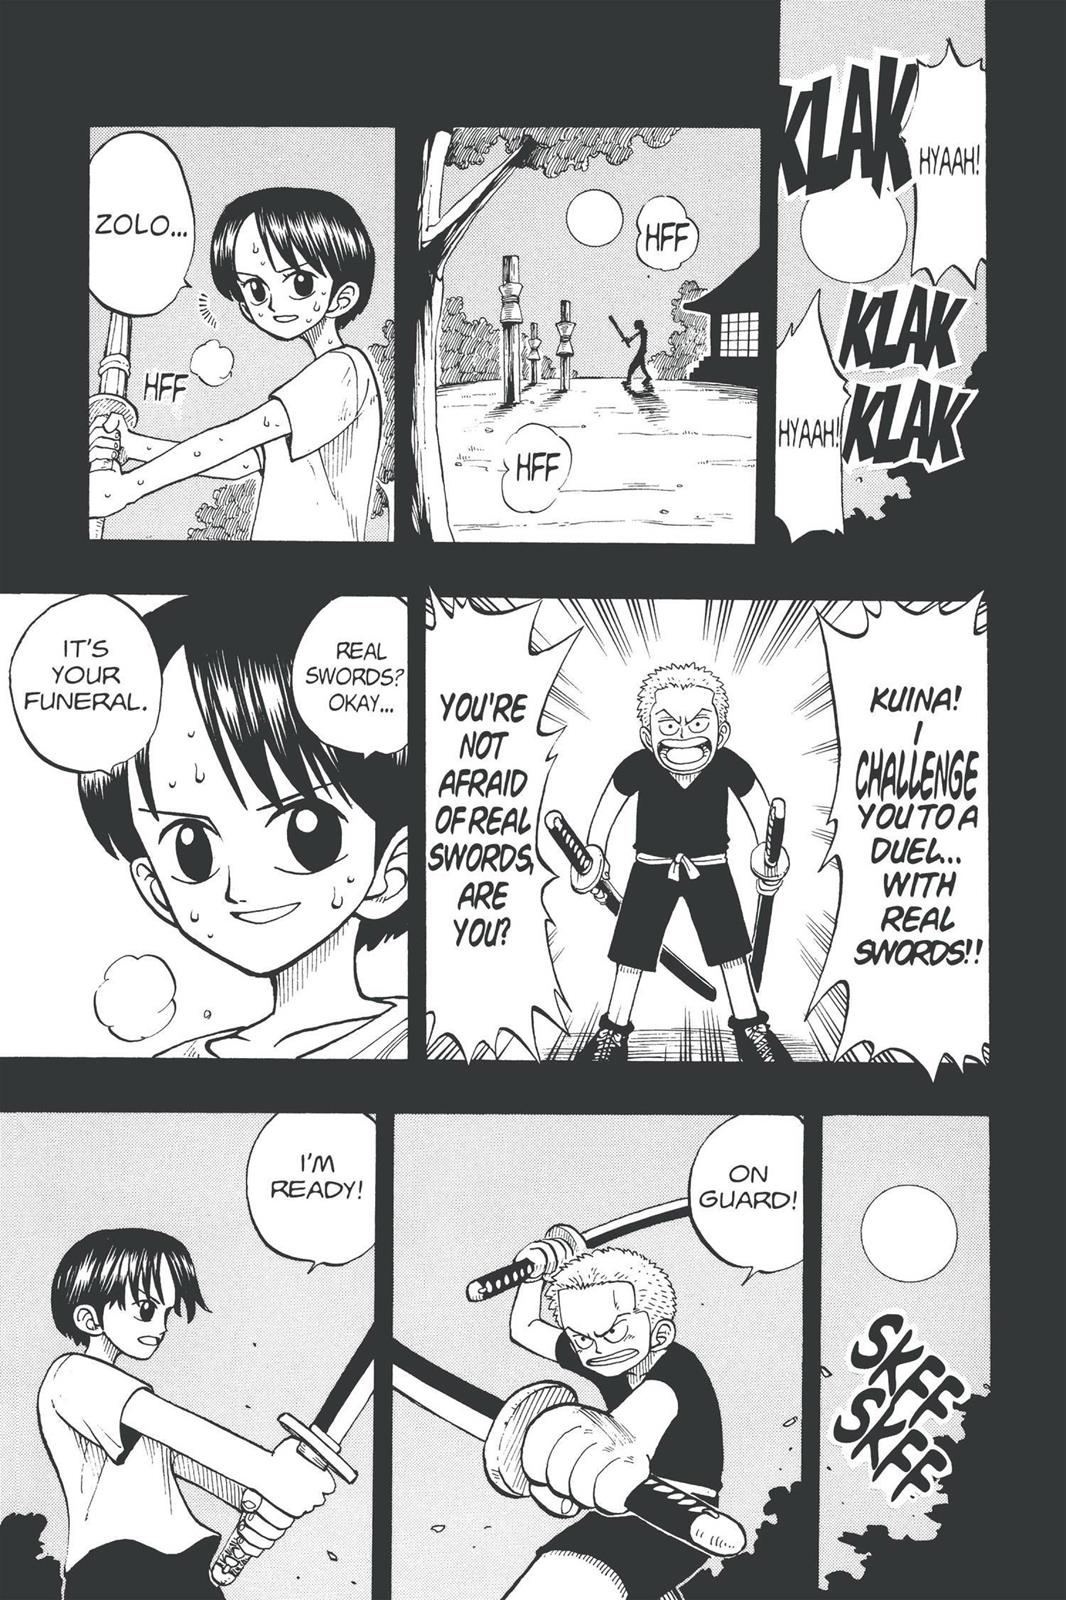 HYAAH!
KLAK
KLAK
KLAK
HYAAH!
HFF
HFF
ZOLO...
HFF
KUINA!
I
CHALLENGE
YOU TO A
DUEL...
WITH
REAL
SWORDS!!
YOU'RE
NOT
AFRAID
OF REAL
SWORDS,
ARE
YOU?
REAL
SWORDS?
OKAY...
IT'S
YOUR
FUNERAL.
SKFF
SKFF
ON
GUARD!
I'M
READY!